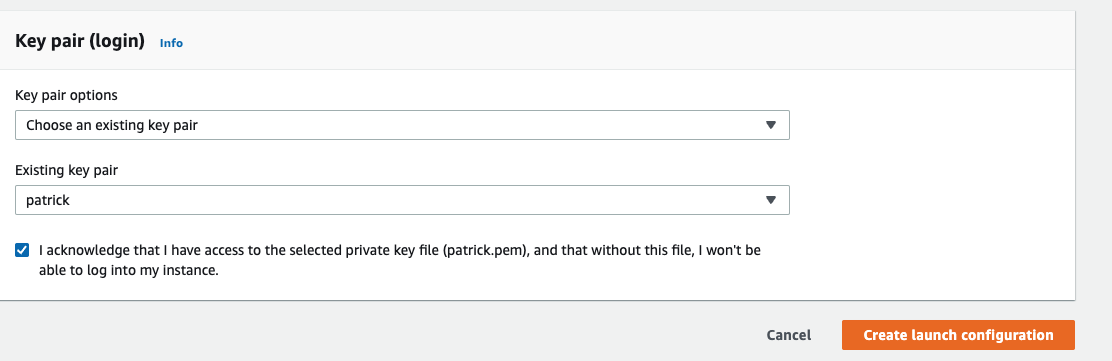 Key pair (login) Info
Key pair options
Choose an existing key pair
Existing key pair
patrick
I acknowledge that I have access to the selected private key file (patrick.pem), and that without this file, I won't be
able to log into my instance.
Cancel Create launch configuration